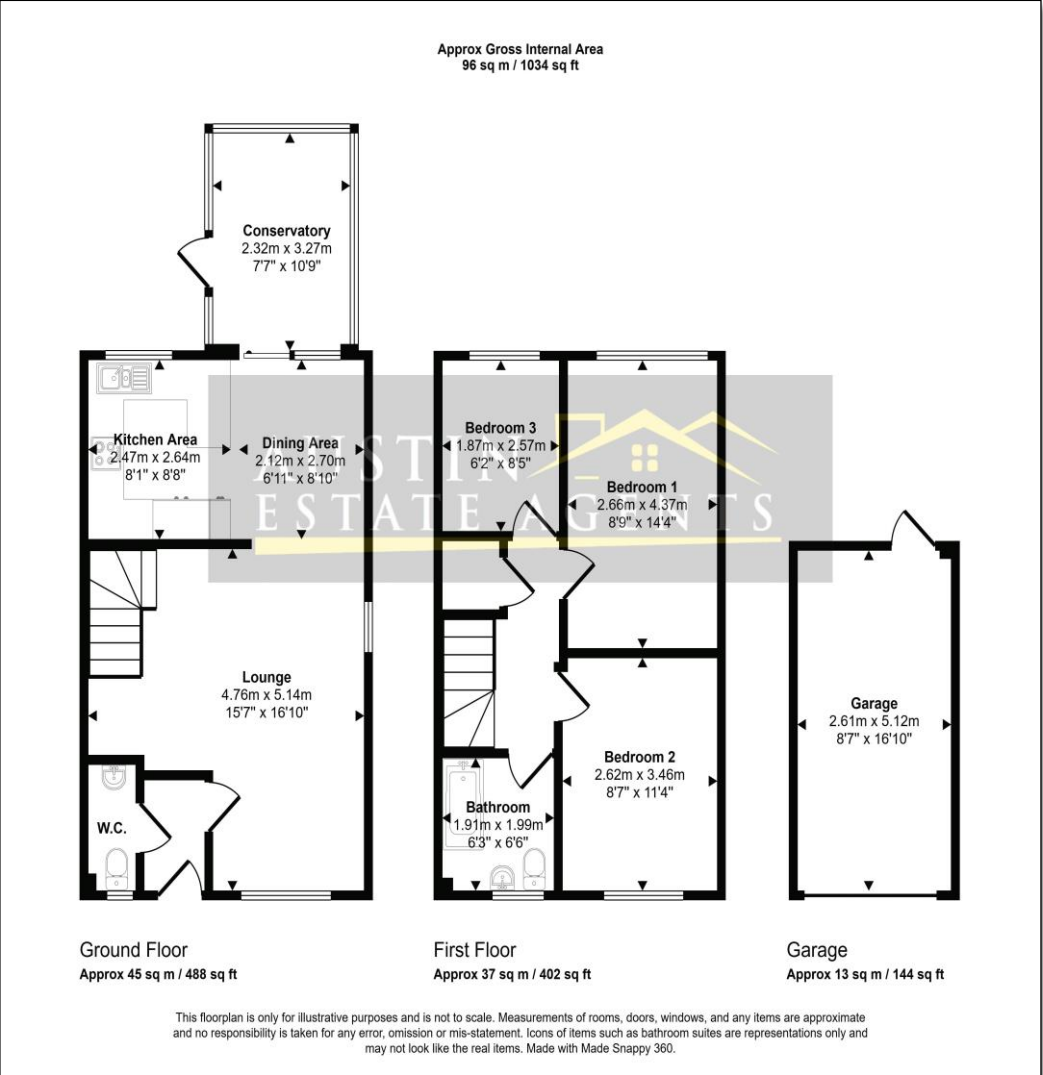 Approx Gross Internal Area
96 sq m / 1034 sq ft
Conservatory
2.32m x 3.27m
7'7" x 10'9"
Kitchen Area
2.47m x 2.64m
8'1" x 8'8"
Dining Area
2.12m x 2.70m
6'11" x 8'10"
Lounge
4.76m x 5.14m
15'7" x 16'10"
W.C.
Bedroom 3
1.87m x 2.57m
6'2" x 8'5"
Bedroom 1
2.66m x 4.37m
8'9" x 14'4"
Bedroom 2
2.62m x 3.46m
8'7" x 11'4"
Bathroom
1.91m x 1.99m
6'3" x 6'6"
Garage
2.61m x 5.12m
8'7" x 16'10"
AUSTIN
ESTATE AGENTS
Ground Floor
Approx 45 sq m / 488 sq ft
First Floor
Approx 37 sq m / 402 sq ft
Garage
Approx 13 sq m / 144 sq ft
This floorplan is only for illustrative purposes and is not to scale. Measurements of rooms, doors, windows, and any items are approximate
and no responsibility is taken for any error, omission or mis-statement. Icons of items such as bathroom suites are representations only and
may not look like the real items. Made with Made Snappy 360.